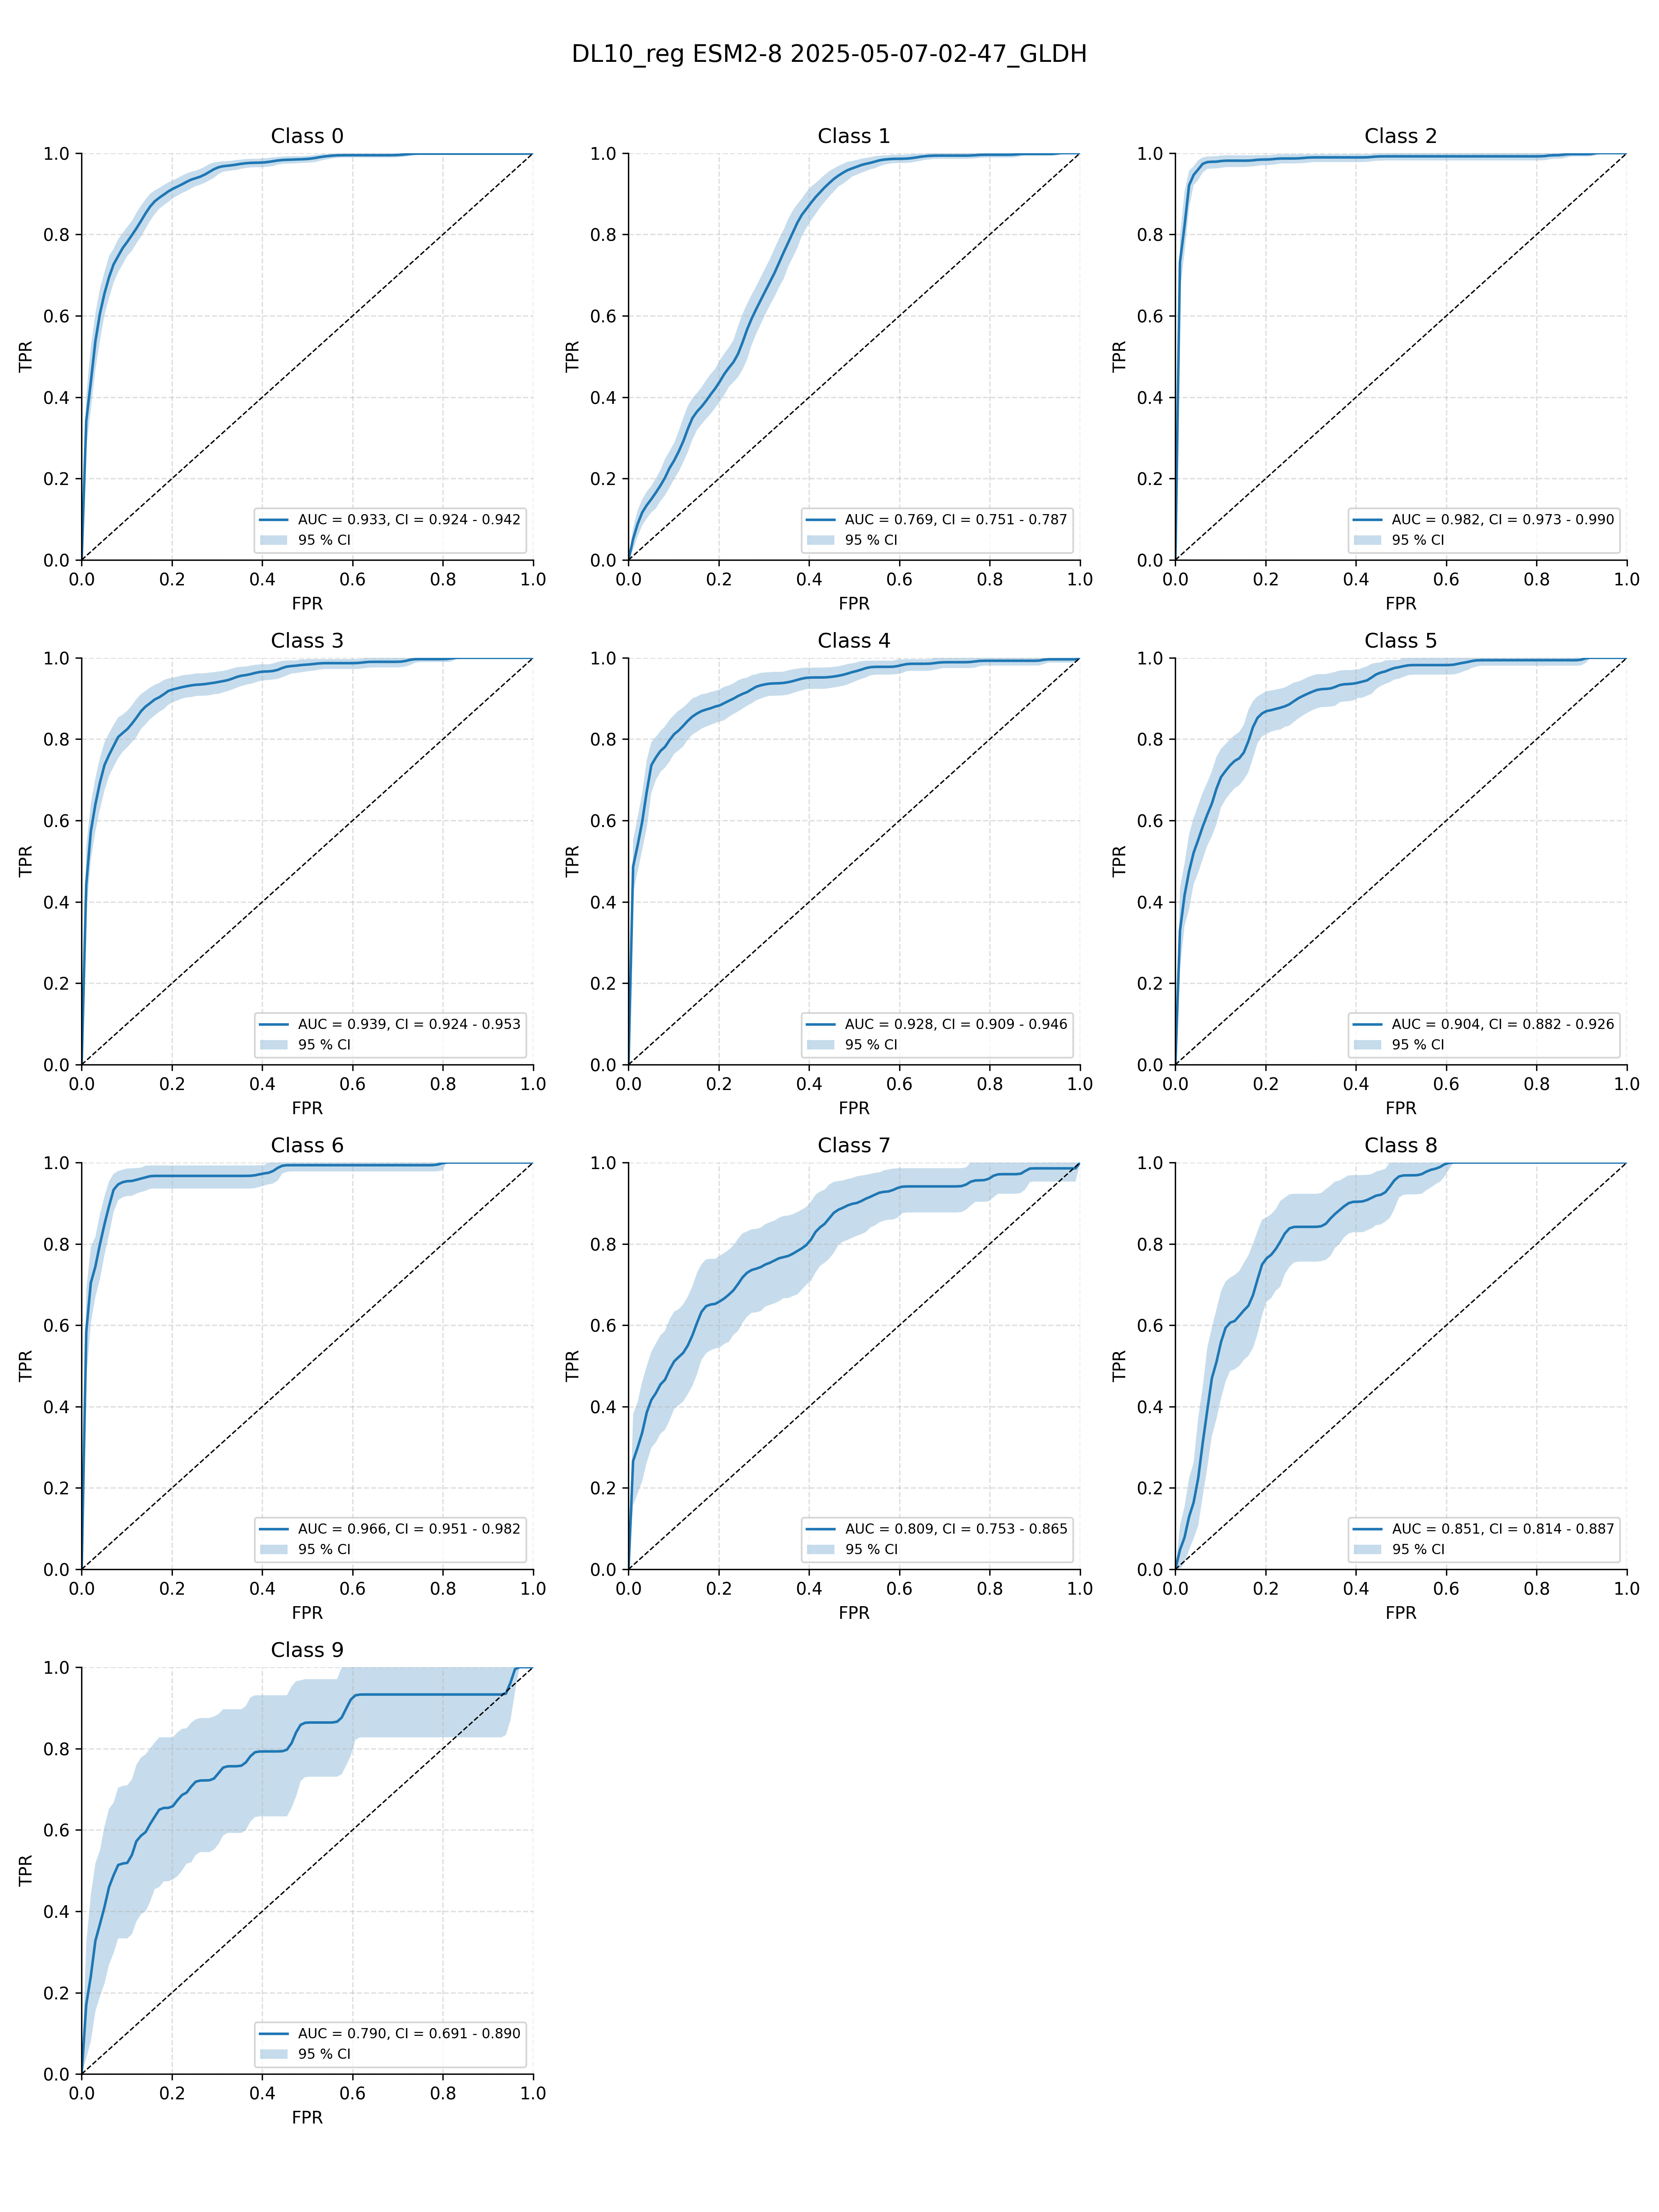 DL10_reg ESM2-8 2025-05-07-02-47_GLDH
Class 0
1.0
0.8
0.6
0.4
0.2
0.0
TPR
AUC = 0.933, CI = 0.924 - 0.942
95 % CI
0.0 0.2 0.4 0.6 0.8 1.0
FPR
Class 1
1.0
0.8
0.6
0.4
0.2
0.0
TPR
AUC = 0.769, CI = 0.751 - 0.787
95 % CI
0.0 0.2 0.4 0.6 0.8 1.0
FPR
Class 2
1.0
0.8
0.6
0.4
0.2
0.0
TPR
AUC = 0.982, CI = 0.973 - 0.990
95 % CI
0.0 0.2 0.4 0.6 0.8 1.0
FPR
Class 3
1.0
0.8
0.6
0.4
0.2
0.0
TPR
AUC = 0.939, CI = 0.924 - 0.953
95 % CI
0.0 0.2 0.4 0.6 0.8 1.0
FPR
Class 4
1.0
0.8
0.6
0.4
0.2
0.0
TPR
AUC = 0.928, CI = 0.909 - 0.946
95 % CI
0.0 0.2 0.4 0.6 0.8 1.0
FPR
Class 5
1.0
0.8
0.6
0.4
0.2
0.0
TPR
AUC = 0.904, CI = 0.882 - 0.926
95 % CI
0.0 0.2 0.4 0.6 0.8 1.0
FPR
Class 6
1.0
0.8
0.6
0.4
0.2
0.0
TPR
AUC = 0.966, CI = 0.951 - 0.982
95 % CI
0.0 0.2 0.4 0.6 0.8 1.0
FPR
Class 7
1.0
0.8
0.6
0.4
0.2
0.0
TPR
AUC = 0.809, CI = 0.753 - 0.865
95 % CI
0.0 0.2 0.4 0.6 0.8 1.0
FPR
Class 8
1.0
0.8
0.6
0.4
0.2
0.0
TPR
AUC = 0.851, CI = 0.814 - 0.887
95 % CI
0.0 0.2 0.4 0.6 0.8 1.0
FPR
Class 9
1.0
0.8
0.6
0.4
0.2
0.0
TPR
AUC = 0.790, CI = 0.691 - 0.890
95 % CI
0.0 0.2 0.4 0.6 0.8 1.0
FPR